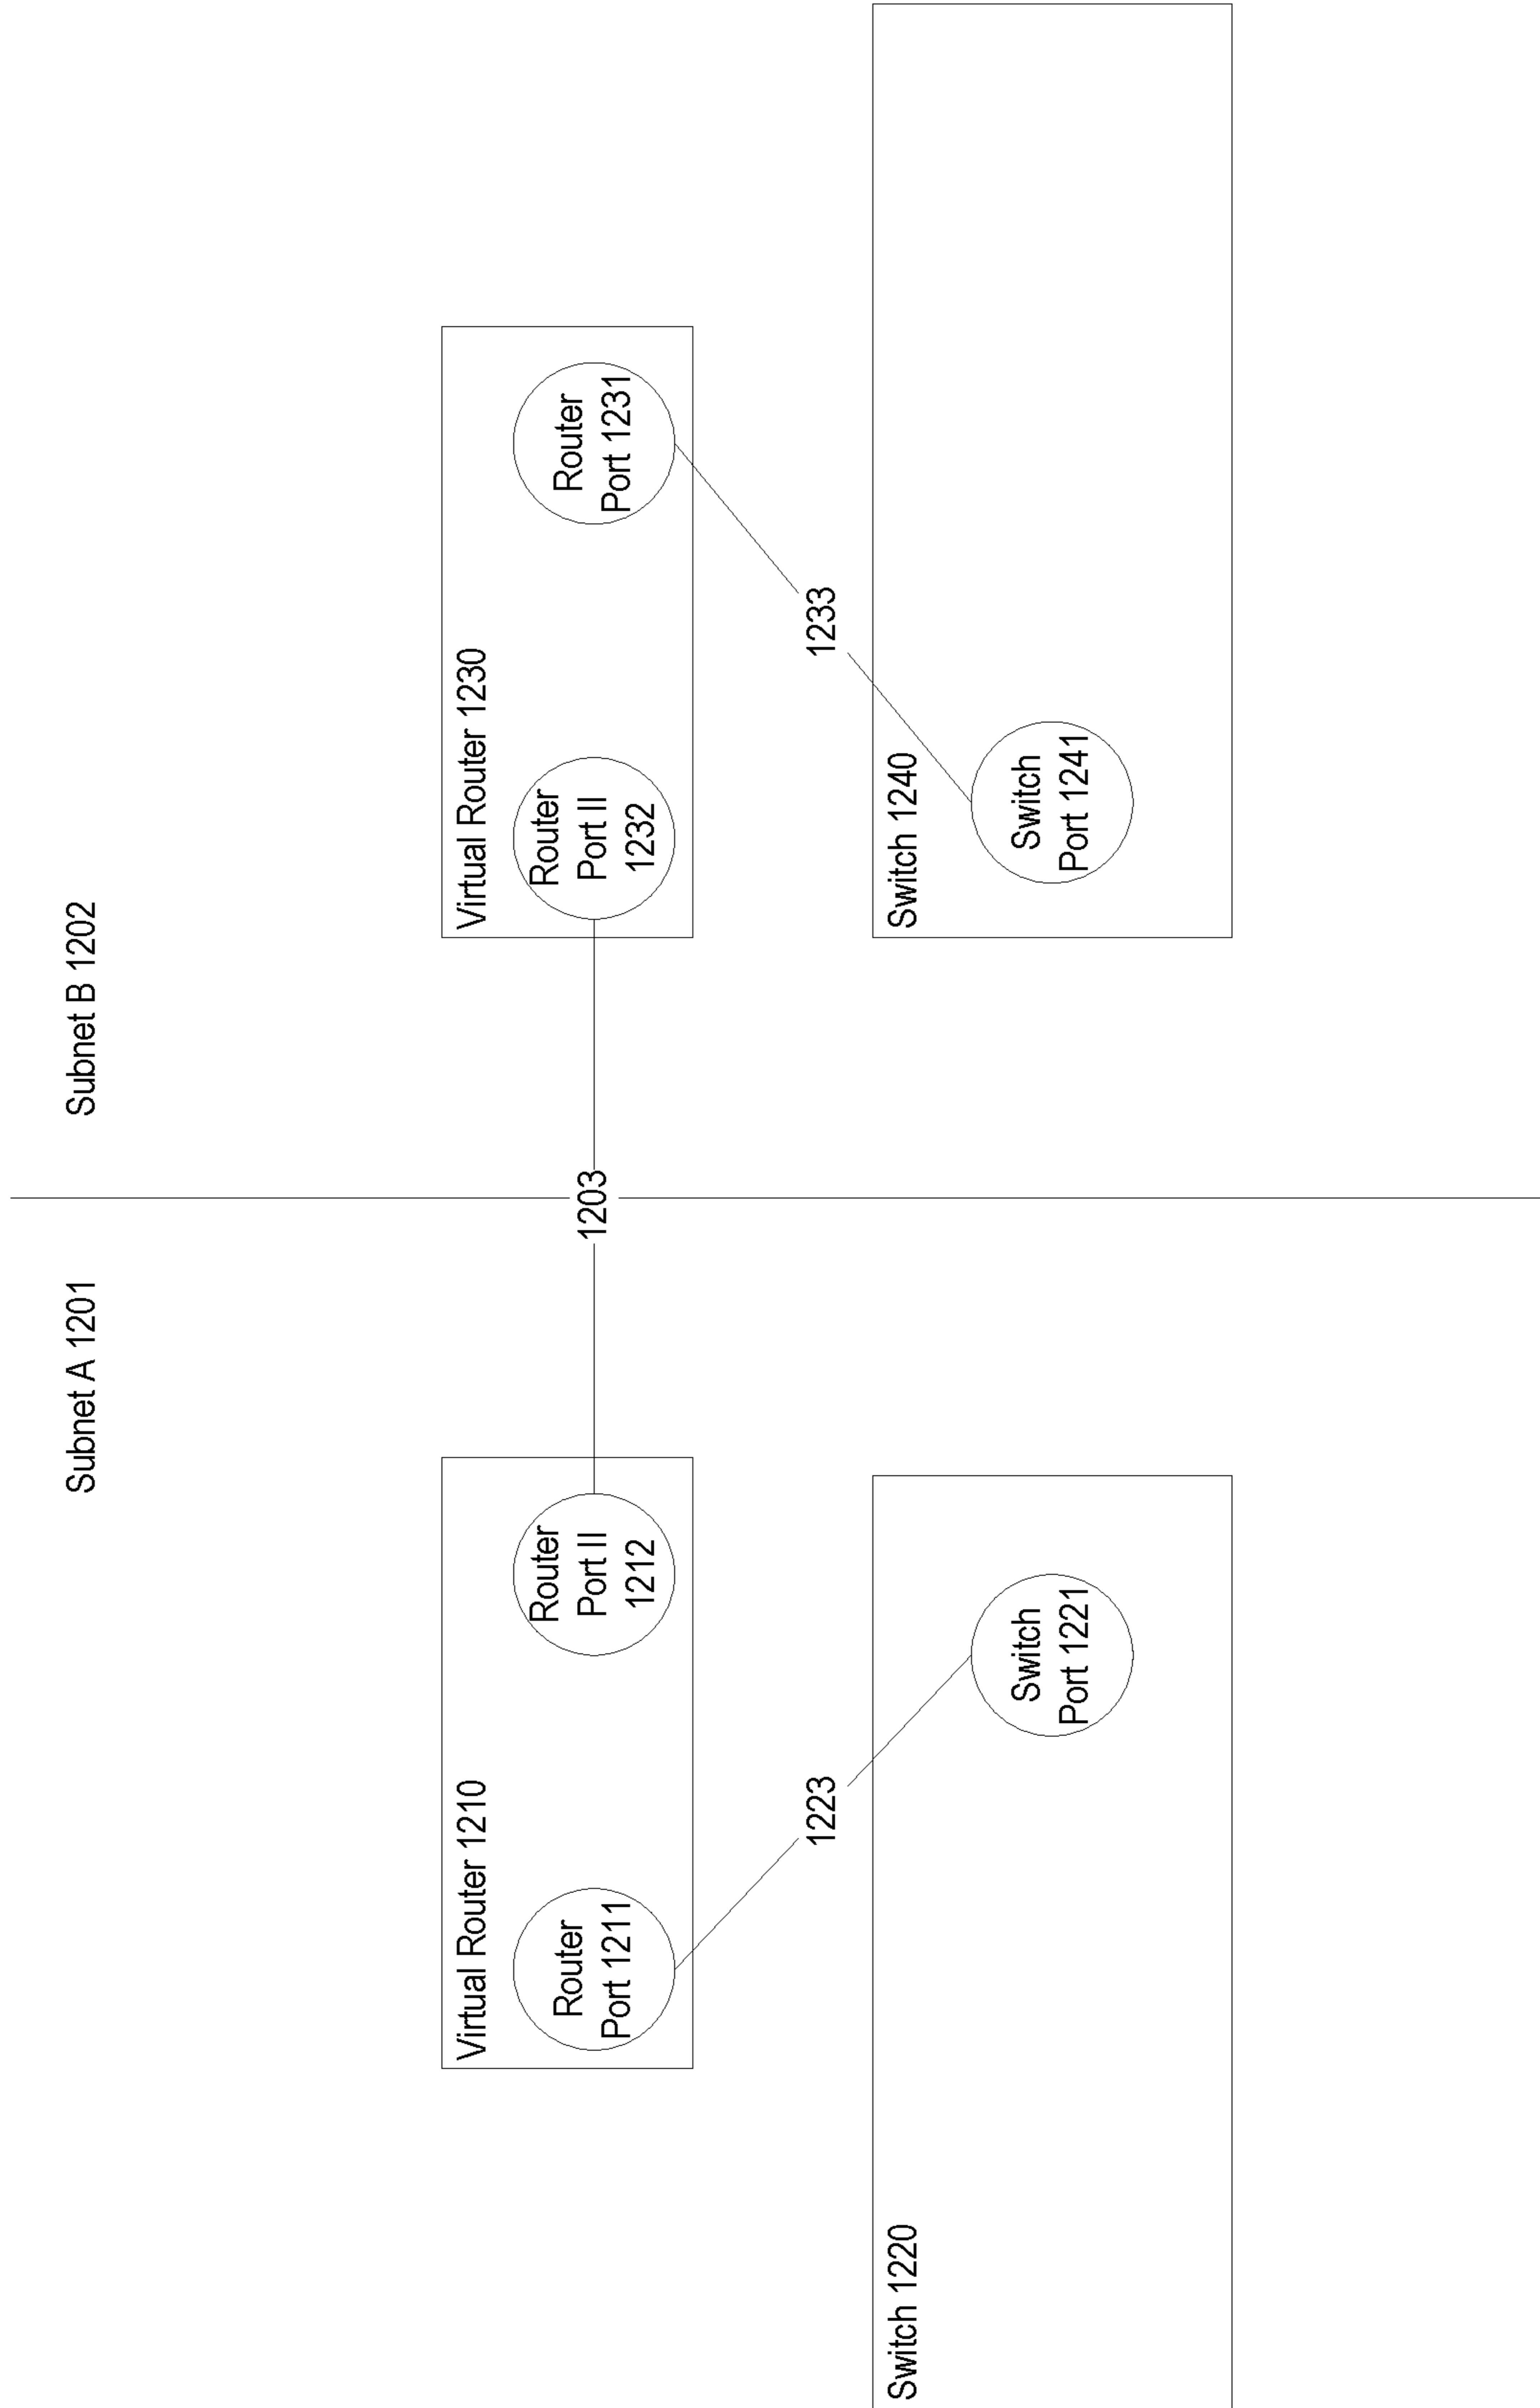 Subnet A 1201
Subnet B 1202
Virtual Router 1210
Router
Port 1211
Router
Port II
1212
1203
Virtual Router 1230
Router
Port II
1232
Router
Port 1231
1223
1233
Switch 1220
Switch
Port 1221
Switch 1240
Switch
Port 1241